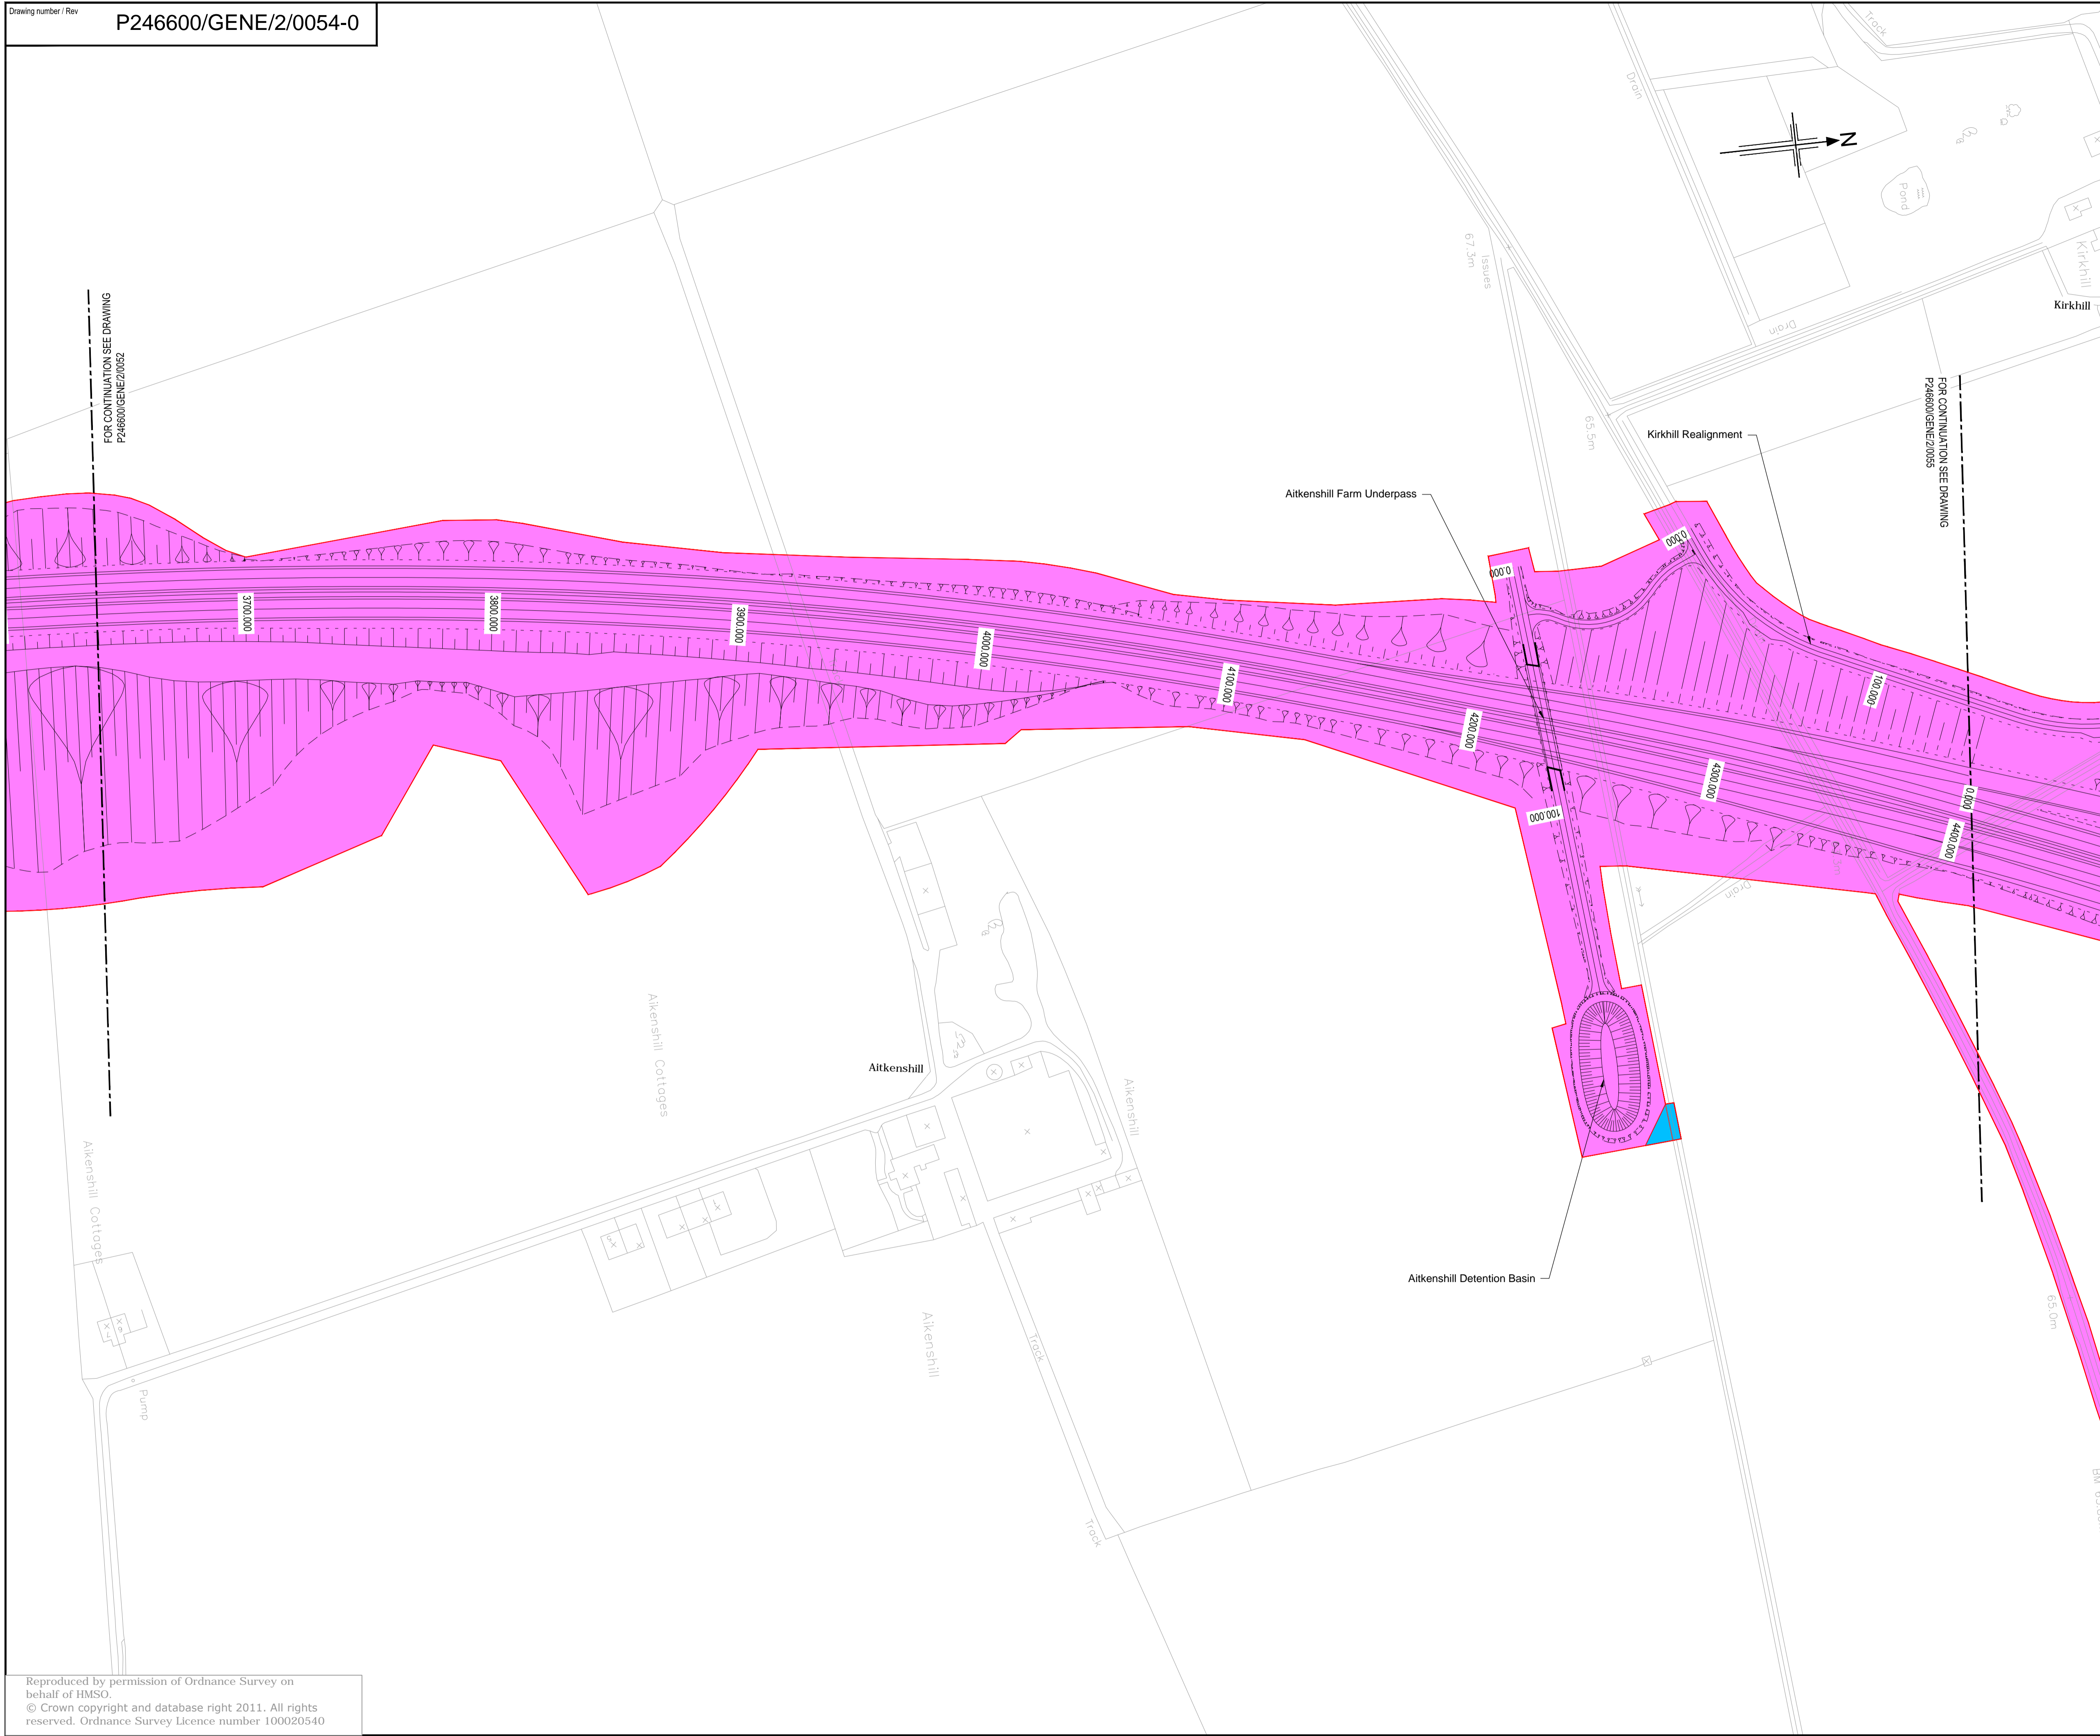 Drawing number / Rev
P246600/GENE/2/0054-0
Track
Drain
N
Pond
Kirkhill
Kirkhill
Drain
67.3m
Issues
65.5m
FOR CONTINUATION SEE DRAWING
P246600/GENE/2/0052
FOR CONTINUATION SEE DRAWING
P246600/GENE/2/0055
Kirkhill Realignment
Aitkenshill Farm Underpass
0.000
0.000
3700.000
3800.000
3900.000
4000.000
4100.000
4200.000
4300.000
4400.000
100.000
0.000
100.000
Drain
Aikenshill Cottages
Aitkenshill
Aikenshill
Aikenshill Cottages
Aitkenshill Detention Basin
65.0m
Aikenshill
Track
Pump
Track
Reproduced by permission of Ordnance Survey on
behalf of HMSO.
© Crown copyright and database right 2011. All rights
reserved. Ordnance Survey Licence number 100020540